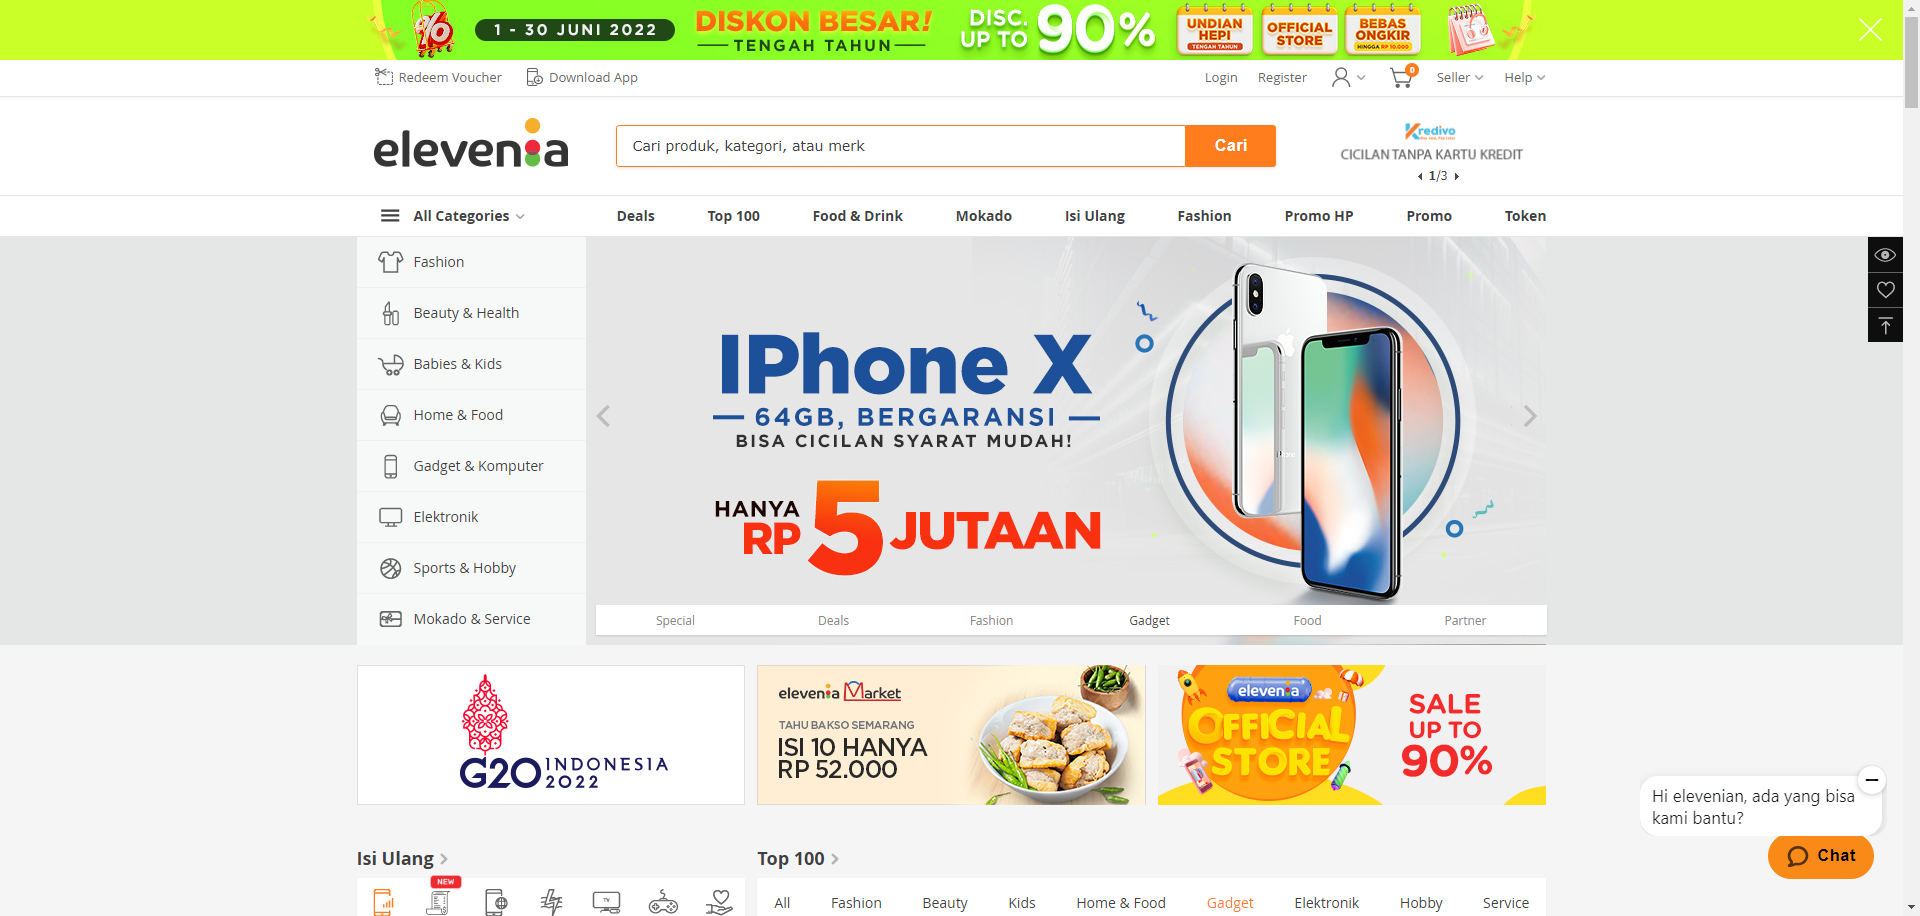 1 - 30 JUNI 2022
DISKON BESAR!
TENGAH TAHUN
DISC. UP TO 90%
UNDIAN HEPI
TENGAH TAHUN
OFFICIAL STORE
BEBAS ONGKIR
HINGGA RP 10.000
Redeem Voucher
Download App
Login
Register
0
Seller
Help
elevenia
Cari produk, kategori, atau merk
Cari
Kredivo
CICILAN TANPA KARTU KREDIT
1/3
All Categories
Deals
Top 100
Food & Drink
Mokado
Isi Ulang
Fashion
Promo HP
Promo
Token
Fashion
Beauty & Health
Babies & Kids
Home & Food
Gadget & Komputer
Elektronik
Sports & Hobby
Mokado & Service
IPhone X
64GB, BERGARANSI
BISA CICILAN SYARAT MUDAH!
HANYA
RP 5 JUTAAN
Special
Deals
Fashion
Gadget
Food
Partner
G20 INDONESIA
2022
elevenia Market
TAHU BAKSO SEMARANG
ISI 10 HANYA
RP 52.000
elevenia
OFFICIAL
STORE
SALE
UP TO
90%
Hi elevenian, ada yang bisa
kami bantu?
Chat
Isi Ulang
NEW
TV
Top 100
All
Fashion
Beauty
Kids
Home & Food
Gadget
Elektronik
Hobby
Service